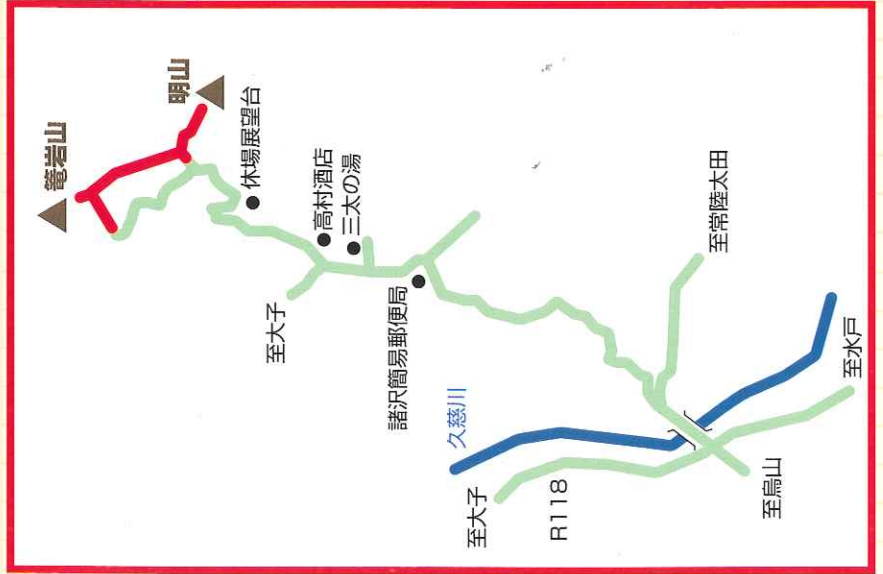 篭岩山
明山
休場展望台
高村酒店
三太の湯
至大子
諸沢簡易郵便局
至常陸太田
久慈川
至大子
R118
至水戸
至烏山